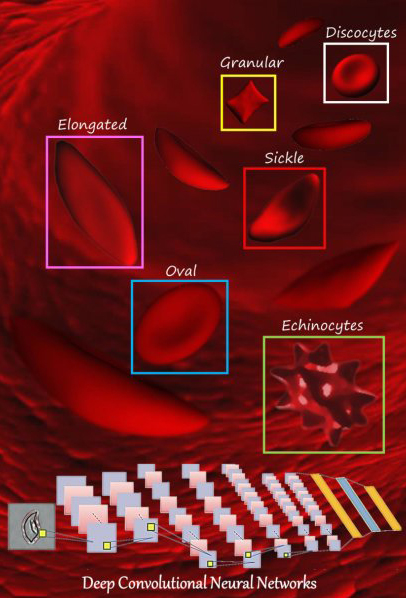 Discocytes
Granular
Elongated
Sickle
Oval
Echinocytes
Deep Convolutional Neural Networks